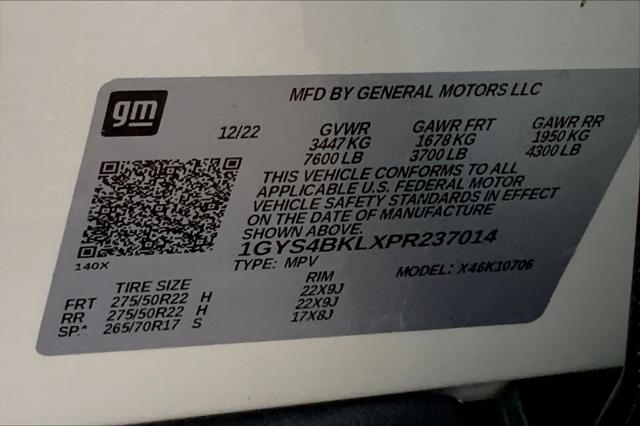 gm
MFD BY GENERAL MOTORS LLC
12/22 GVWR GAWR FRT GAWR RR
3447 KG 1678 KG 1950 KG
7600 LB 3700 LB 4300 LB
THIS VEHICLE CONFORMS TO ALL
APPLICABLE U.S. FEDERAL MOTOR
VEHICLE SAFETY STANDARDS IN EFFECT
ON THE DATE OF MANUFACTURE
SHOWN ABOVE.
1GYS4BKLXPR237014
140X
TYPE: MPV MODEL: X46K10706
TIRE SIZE RIM
FRT 275/50R22 H 22X9J
RR 275/50R22 H 22X9J
SP.* 265/70R17 S 17X8J